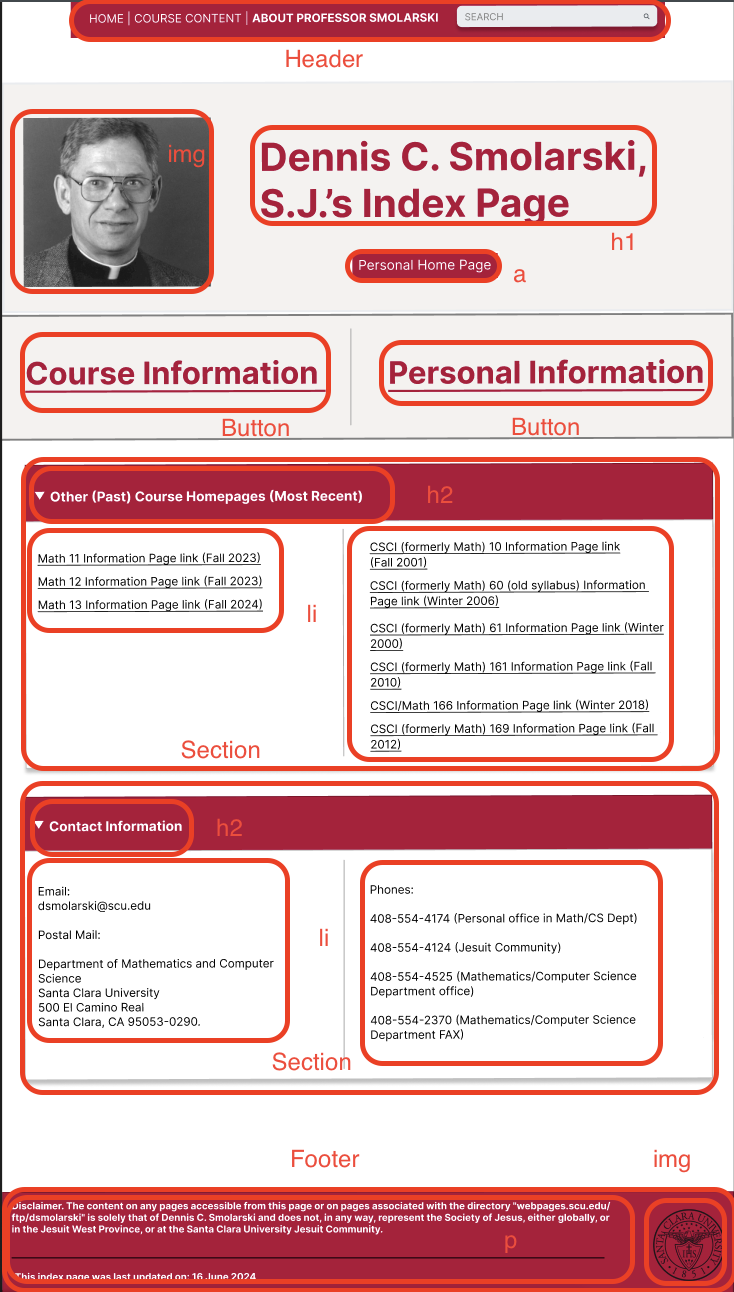 HOME | COURSE CONTENT | ABOUT PROFESSOR SMOLARSKI
SEARCH
Header
img
Dennis C. Smolarski,
S.J.'s Index Page
h1
Personal Home Page
a
Course Information
Personal Information
Button
Button
Other (Past) Course Homepages (Most Recent)
h2
Math 11 Information Page link (Fall 2023)
Math 12 Information Page link (Fall 2023)
Math 13 Information Page link (Fall 2024)
li
CSCI (formerly Math) 10 Information Page link
(Fall 2001)
CSCI (formerly Math) 60 (old syllabus) Information
Page link (Winter 2006)
CSCI (formerly Math) 61 Information Page link (Winter
2000)
CSCI (formerly Math) 161 Information Page link (Fall
2010)
CSCI/Math 166 Information Page link (Winter 2018)
CSCI (formerly Math) 169 Information Page link (Fall
2012)
Section
Contact Information
h2
Email:
dsmolarski@scu.edu
Postal Mail:
Department of Mathematics and Computer
Science
Santa Clara University
500 El Camino Real
Santa Clara, CA 95053-0290.
li
Phones:
408-554-4174 (Personal office in Math/CS Dept)
408-554-4124 (Jesuit Community)
408-554-4525 (Mathematics/Computer Science
Department office)
408-554-2370 (Mathematics/Computer Science
Department FAX)
Section
Footer
img
Disclaimer. The content on any pages accessible from this page or on pages associated with the directory "webpages.scu.edu/
ftp/dsmolarski" is solely that of Dennis C. Smolarski and does not, in any way, represent the Society of Jesus, either globally, or
in the Jesuit West Province, or at the Santa Clara University Jesuit Community.
p
This index page was last updated on: 16 June 2024
SANTA CLARA UNIVERSITY
IHS
1851